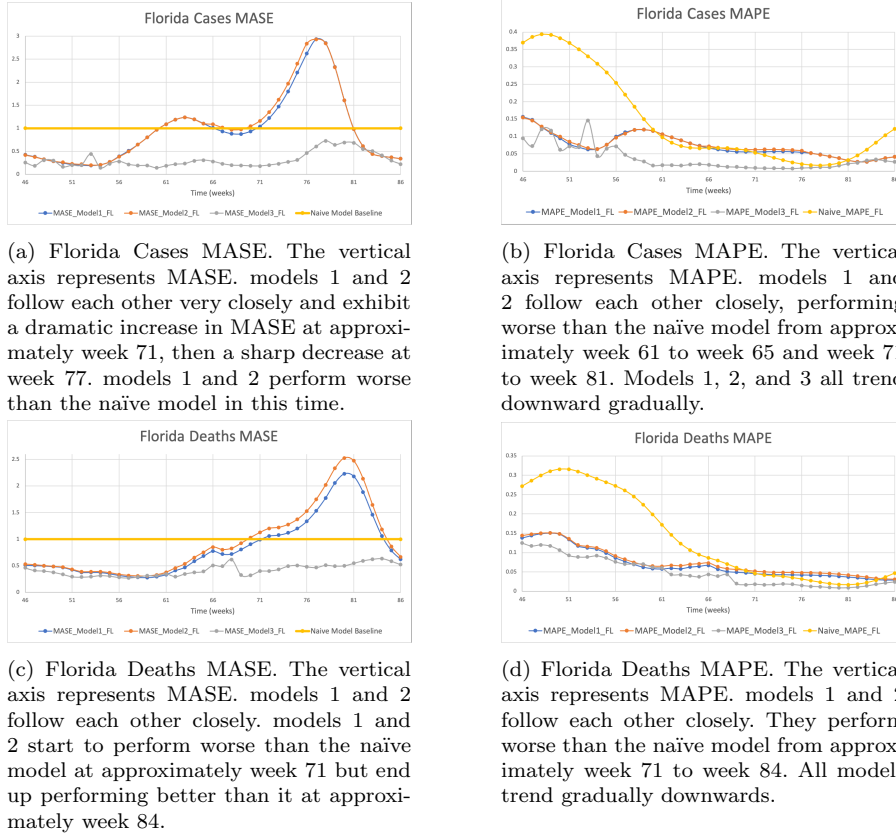 Florida Cases MASE
3
2.5
2
1.5
1
0.5
0
46 51 56 61 66 71 76 81 86
Time (weeks)
MASE_Model1_FL MASE_Model2_FL MASE_Model3_FL Naive Model Baseline
(a) Florida Cases MASE. The vertical
axis represents MASE. models 1 and 2
follow each other very closely and exhibit
a dramatic increase in MASE at approxi-
mately week 71, then a sharp decrease at
week 77. models 1 and 2 perform worse
than the naïve model in this time.
Florida Cases MAPE
0.4
0.35
0.3
0.25
0.2
0.15
0.1
0.05
0
46 51 56 61 66 71 76 81 86
Time (weeks)
MAPE_Model1_FL MAPE_Model2_FL MAPE_Model3_FL Naive_MAPE_FL
(b) Florida Cases MAPE. The vertical
axis represents MAPE. models 1 and
2 follow each other closely, performing
worse than the naïve model from approx
imately week 61 to week 65 and week 71
to week 81. Models 1, 2, and 3 all trend
downward gradually.
Florida Deaths MASE
2.5
2
1.5
1
0.5
0
46 51 56 61 66 71 76 81 86
Time (weeks)
MASE_Model1_FL MASE_Model2_FL MASE_Model3_FL Naive Model Baseline
(c) Florida Deaths MASE. The vertical
axis represents MASE. models 1 and 2
follow each other closely. models 1 and
2 start to perform worse than the naïve
model at approximately week 71 but end
up performing better than it at approxi-
mately week 84.
Florida Deaths MAPE
0.35
0.3
0.25
0.2
0.15
0.1
0.05
0
46 51 56 61 66 71 76 81 86
Time (weeks)
MAPE_Model1_FL MAPE_Model2_FL MAPE_Model3_FL Naive_MAPE_FL
(d) Florida Deaths MAPE. The vertical
axis represents MAPE. models 1 and 2
follow each other closely. They perform
worse than the naïve model from approx
imately week 71 to week 84. All model
trend gradually downwards.